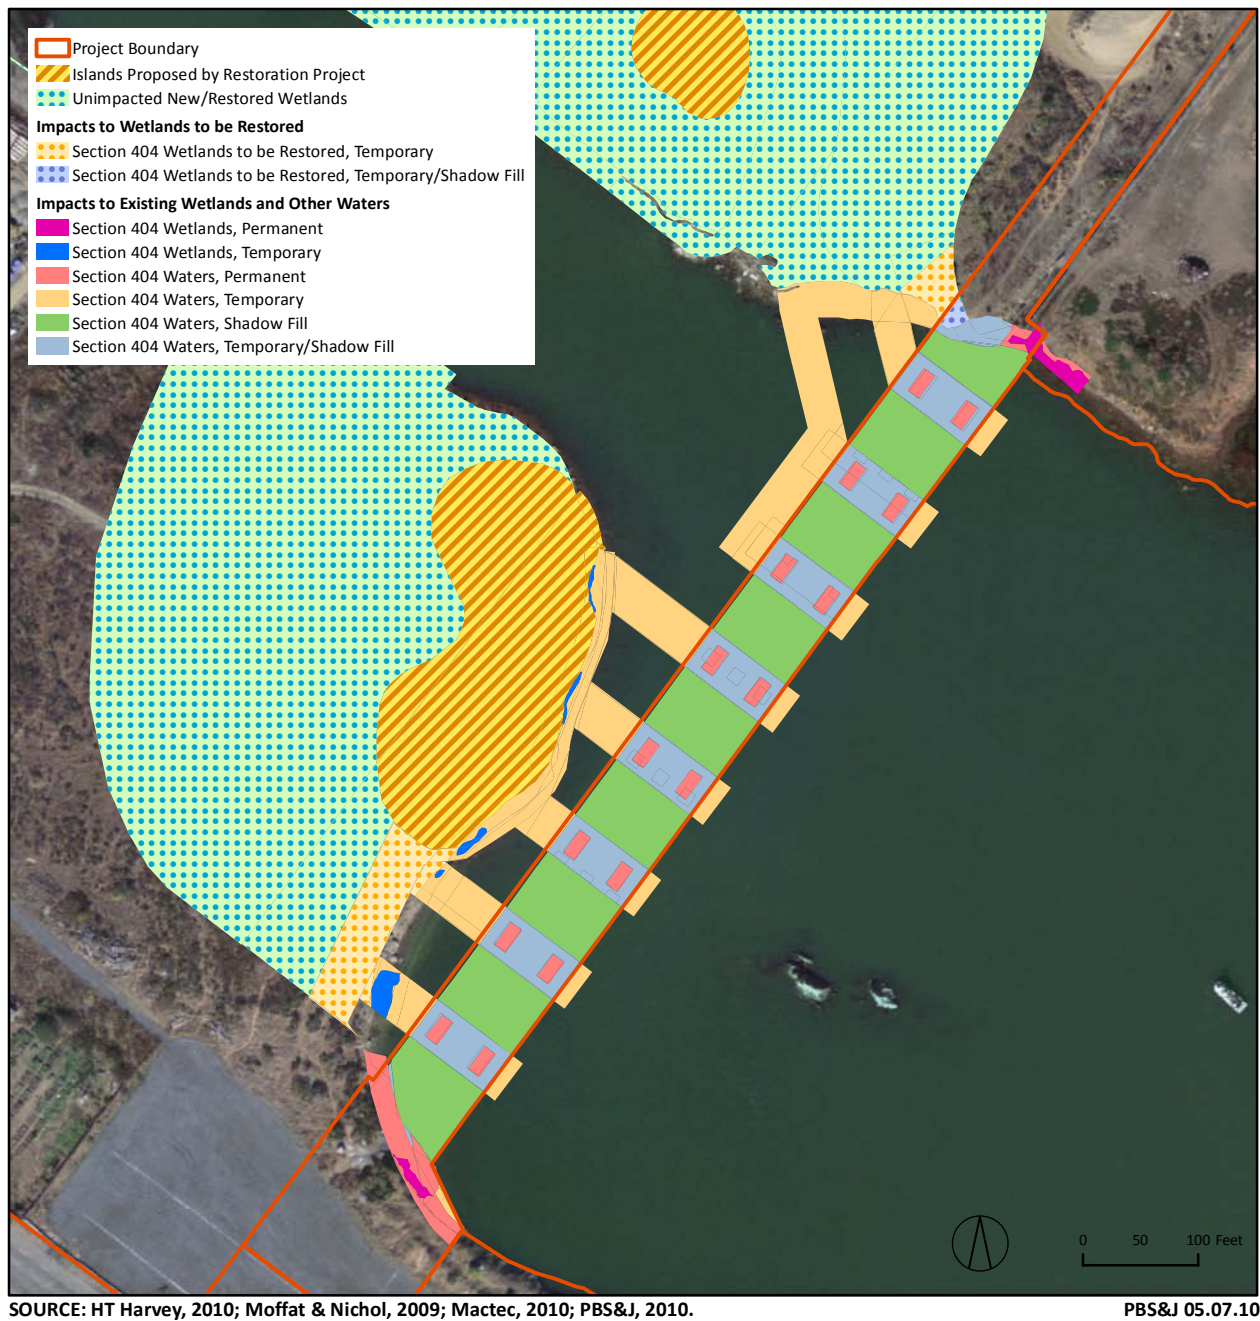 Project Boundary
Islands Proposed by Restoration Project
Unimpacted New/Restored Wetlands
Impacts to Wetlands to be Restored
Section 404 Wetlands to be Restored, Temporary
Section 404 Wetlands to be Restored, Temporary/Shadow Fill
Impacts to Existing Wetlands and Other Waters
Section 404 Wetlands, Permanent
Section 404 Wetlands, Temporary
Section 404 Waters, Permanent
Section 404 Waters, Temporary
Section 404 Waters, Shadow Fill
Section 404 Waters, Temporary/Shadow Fill
0 50 100 Feet
SOURCE: HT Harvey, 2010; Moffat & Nichol, 2009; Mactec, 2010; PBS&J, 2010.
PBS&J 05.07.10